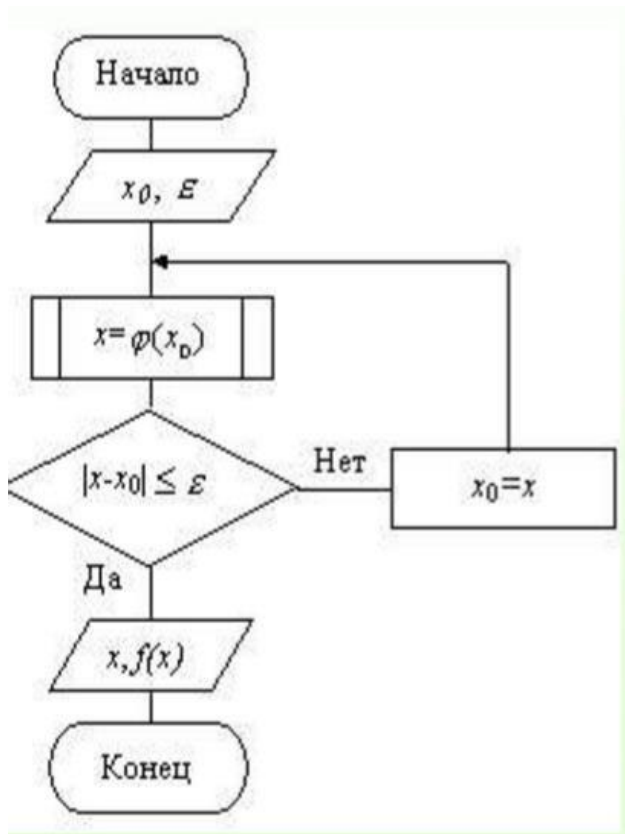 Начало
x₀, ε
x=φ(x₀)
|x-x₀| ≤ ε
Нет
x₀=x
Да
x,f(x)
Конец